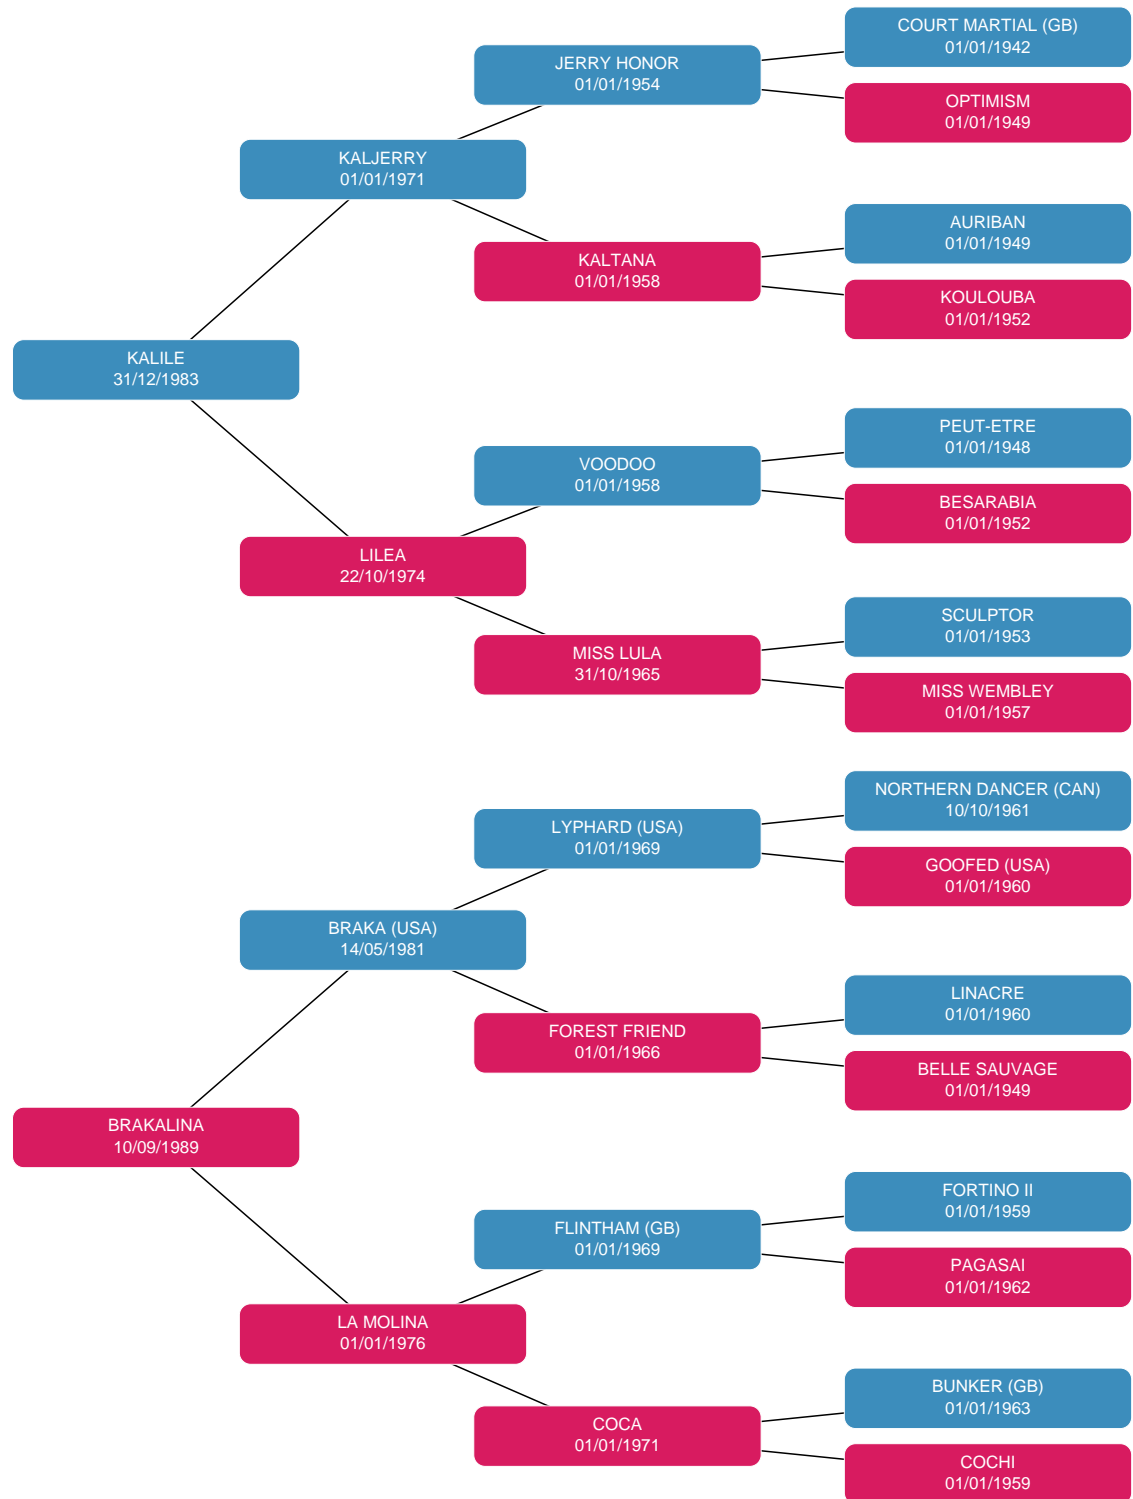 COURT MARTIAL (GB)
01/01/1942
JERRY HONOR
01/01/1954
OPTIMISM
01/01/1949
KALJERRY
01/01/1971
AURIBAN
01/01/1949
KALTANA
01/01/1958
KOULOUBA
01/01/1952
KALILE
31/12/1983
PEUT-ETRE
01/01/1948
VOODOO
01/01/1958
BESARABIA
01/01/1952
LILEA
22/10/1974
SCULPTOR
01/01/1953
MISS LULA
31/10/1965
MISS WEMBLEY
01/01/1957
NORTHERN DANCER (CAN)
10/10/1961
LYPHARD (USA)
01/01/1969
GOOFED (USA)
01/01/1960
BRAKA (USA)
14/05/1981
LINACRE
01/01/1960
FOREST FRIEND
01/01/1966
BELLE SAUVAGE
01/01/1949
BRAKALINA
10/09/1989
FORTINO II
01/01/1959
FLINTHAM (GB)
01/01/1969
PAGASAI
01/01/1962
LA MOLINA
01/01/1976
BUNKER (GB)
01/01/1963
COCA
01/01/1971
COCHI
01/01/1959